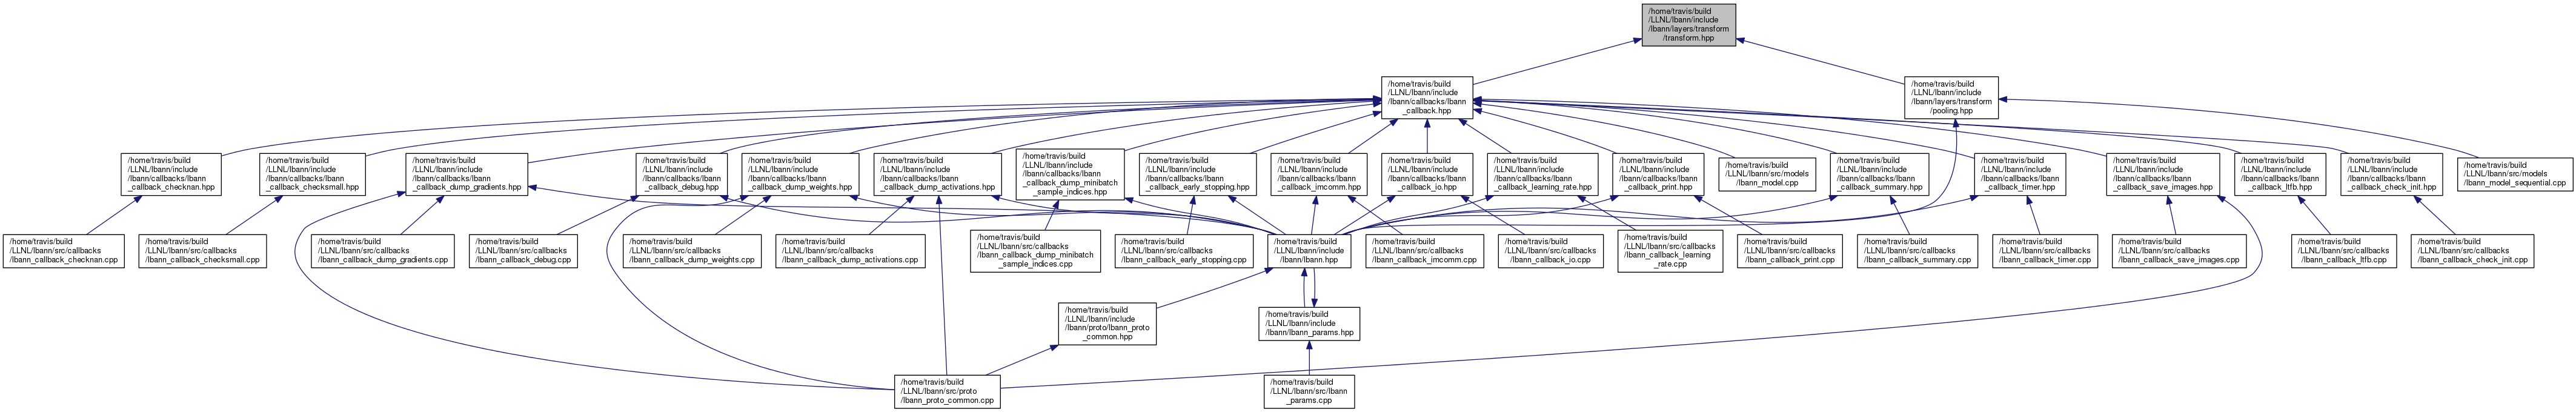 /home/travis/build
/LLNL/lbann/include
/lbann/layers/transform
/transform.hpp
/home/travis/build
/LLNL/lbann/include
/lbann/callbacks/lbann
_callback.hpp
/home/travis/build
/LLNL/lbann/include
/lbann/layers/transform
/pooling.hpp
/home/travis/build
/LLNL/lbann/include
/lbann/callbacks/lbann
_callback_checknan.hpp
/home/travis/build
/LLNL/lbann/include
/lbann/callbacks/lbann
_callback_checksmall.hpp
/home/travis/build
/LLNL/lbann/include
/lbann/callbacks/lbann
_callback_dump_gradients.hpp
/home/travis/build
/LLNL/lbann/include
/lbann/callbacks/lbann
_callback_debug.hpp
/home/travis/build
/LLNL/lbann/include
/lbann/callbacks/lbann
_callback_dump_weights.hpp
/home/travis/build
/LLNL/lbann/include
/lbann/callbacks/lbann
_callback_dump_activations.hpp
/home/travis/build
/LLNL/lbann/include
/lbann/callbacks/lbann
_callback_dump_minibatch
_sample_indices.hpp
/home/travis/build
/LLNL/lbann/include
/lbann/callbacks/lbann
_callback_early_stopping.hpp
/home/travis/build
/LLNL/lbann/include
/lbann/callbacks/lbann
_callback_imcomm.hpp
/home/travis/build
/LLNL/lbann/include
/lbann/callbacks/lbann
_callback_io.hpp
/home/travis/build
/LLNL/lbann/include
/lbann/callbacks/lbann
_callback_learning_rate.hpp
/home/travis/build
/LLNL/lbann/include
/lbann/callbacks/lbann
_callback_print.hpp
/home/travis/build
/LLNL/lbann/src/models
/lbann_model.cpp
/home/travis/build
/LLNL/lbann/include
/lbann/callbacks/lbann
_callback_summary.hpp
/home/travis/build
/LLNL/lbann/include
/lbann/callbacks/lbann
_callback_timer.hpp
/home/travis/build
/LLNL/lbann/include
/lbann/callbacks/lbann
_callback_save_images.hpp
/home/travis/build
/LLNL/lbann/include
/lbann/callbacks/lbann
_callback_ltfb.hpp
/home/travis/build
/LLNL/lbann/include
/lbann/callbacks/lbann
_callback_check_init.hpp
/home/travis/build
/LLNL/lbann/src/models
/lbann_model_sequential.cpp
/home/travis/build
/LLNL/lbann/src/callbacks
/lbann_callback_checknan.cpp
/home/travis/build
/LLNL/lbann/src/callbacks
/lbann_callback_checksmall.cpp
/home/travis/build
/LLNL/lbann/src/callbacks
/lbann_callback_dump_gradients.cpp
/home/travis/build
/LLNL/lbann/src/callbacks
/lbann_callback_debug.cpp
/home/travis/build
/LLNL/lbann/src/callbacks
/lbann_callback_dump_weights.cpp
/home/travis/build
/LLNL/lbann/src/callbacks
/lbann_callback_dump_activations.cpp
/home/travis/build
/LLNL/lbann/src/callbacks
/lbann_callback_dump_minibatch
_sample_indices.cpp
/home/travis/build
/LLNL/lbann/src/callbacks
/lbann_callback_early_stopping.cpp
/home/travis/build
/LLNL/lbann/include
/lbann/lbann.hpp
/home/travis/build
/LLNL/lbann/src/callbacks
/lbann_callback_imcomm.cpp
/home/travis/build
/LLNL/lbann/src/callbacks
/lbann_callback_io.cpp
/home/travis/build
/LLNL/lbann/src/callbacks
/lbann_callback_learning
_rate.cpp
/home/travis/build
/LLNL/lbann/src/callbacks
/lbann_callback_print.cpp
/home/travis/build
/LLNL/lbann/src/callbacks
/lbann_callback_summary.cpp
/home/travis/build
/LLNL/lbann/src/callbacks
/lbann_callback_timer.cpp
/home/travis/build
/LLNL/lbann/src/callbacks
/lbann_callback_save_images.cpp
/home/travis/build
/LLNL/lbann/src/callbacks
/lbann_callback_ltfb.cpp
/home/travis/build
/LLNL/lbann/src/callbacks
/lbann_callback_check_init.cpp
/home/travis/build
/LLNL/lbann/include
/lbann/proto/lbann_proto
_common.hpp
/home/travis/build
/LLNL/lbann/include
/lbann/lbann_params.hpp
/home/travis/build
/LLNL/lbann/src/proto
/lbann_proto_common.cpp
/home/travis/build
/LLNL/lbann/src/lbann
_params.cpp